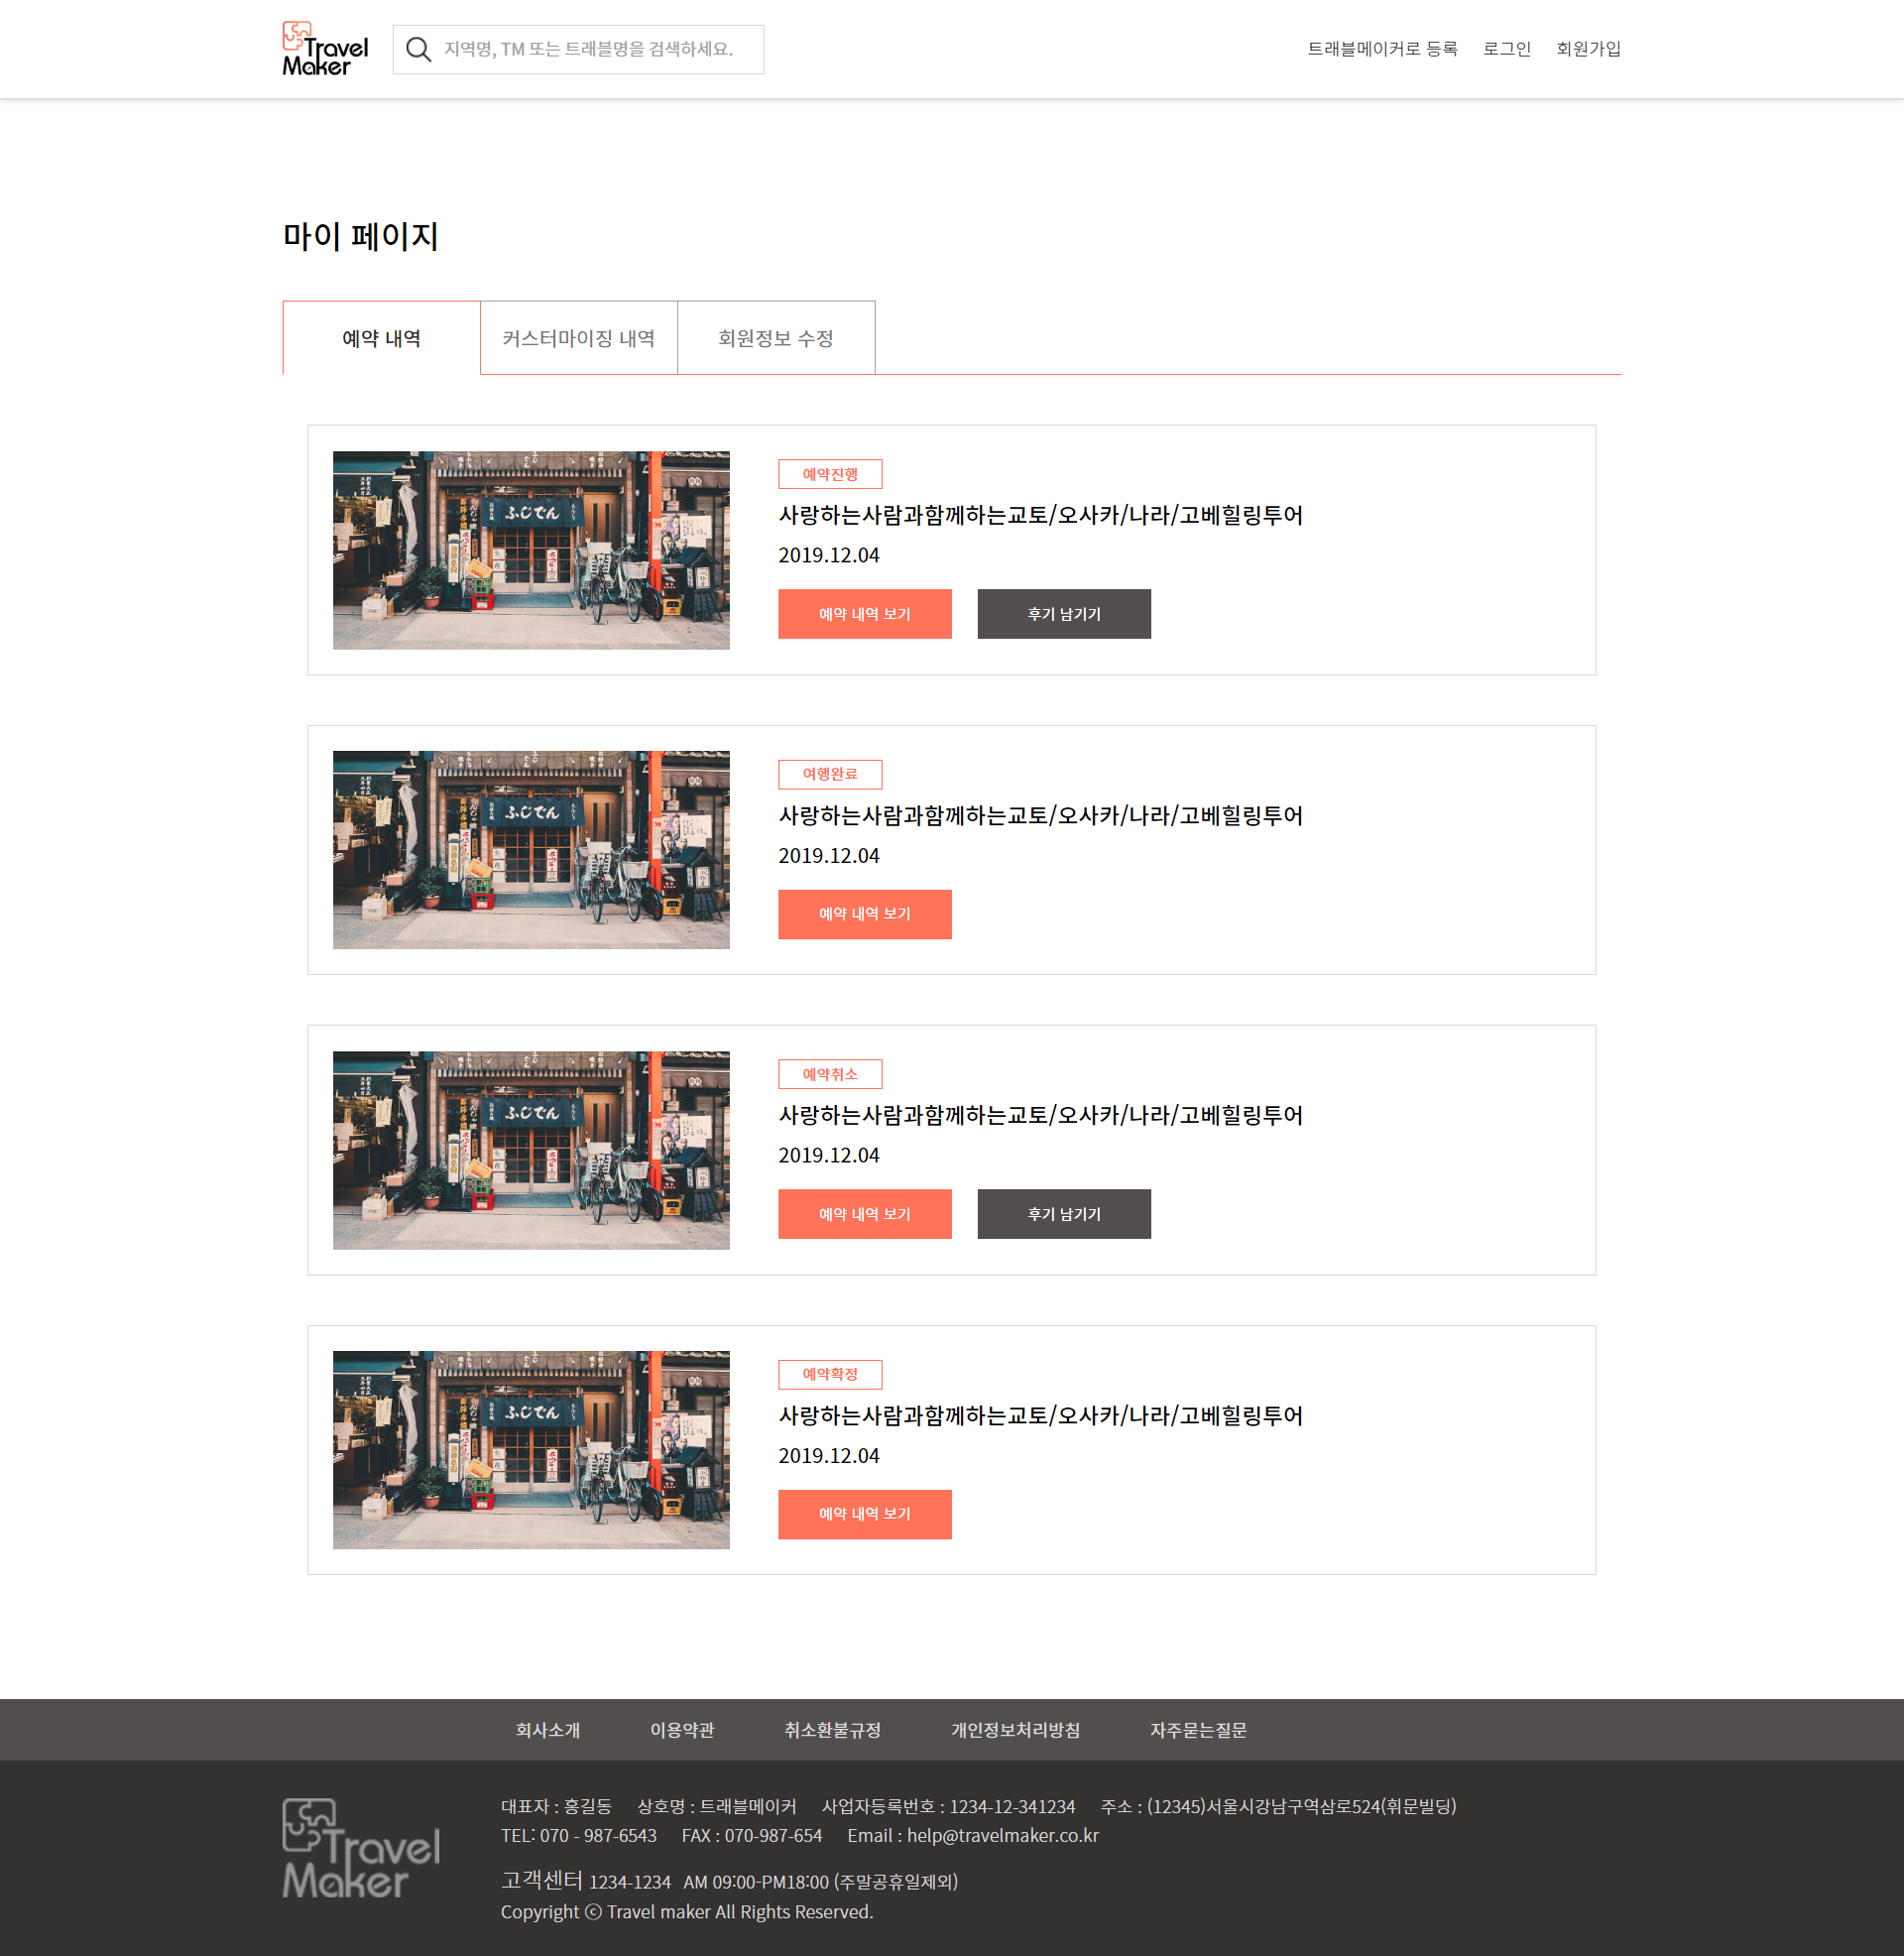 Travel
Maker
지역명, TM 또는 트래블명을 검색하세요.
트래블메이커로 등록 로그인 회원가입
마이 페이지
예약 내역 커스터마이징 내역 회원정보 수정
ふじでん
예약진행
사랑하는사람과함께하는교토/오사카/나라/고베힐링투어
2019.12.04
예약 내역 보기 후기 남기기
ふじでん
여행완료
사랑하는사람과함께하는교토/오사카/나라/고베힐링투어
2019.12.04
예약 내역 보기
ふじでん
예약취소
사랑하는사람과함께하는교토/오사카/나라/고베힐링투어
2019.12.04
예약 내역 보기 후기 남기기
ふじでん
예약확정
사랑하는사람과함께하는교토/오사카/나라/고베힐링투어
2019.12.04
예약 내역 보기
회사소개 이용약관 취소환불규정 개인정보처리방침 자주묻는질문
Travel
Maker
대표자 : 홍길동 상호명 : 트래블메이커 사업자등록번호 : 1234-12-341234 주소 : (12345)서울시강남구역삼로524(휘문빌딩)
TEL: 070 - 987-6543 FAX : 070-987-654 Email : help@travelmaker.co.kr
고객센터 1234-1234 AM 09:00-PM18:00 (주말공휴일제외)
Copyright ⓒ Travel maker All Rights Reserved.